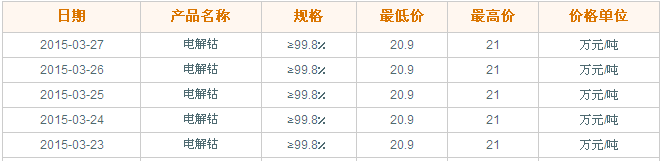 日期 产品名称 规格 最低价 最高价 价格单位
2015-03-27 电解钴 ≥99.8% 20.9 21 万元/吨
2015-03-26 电解钴 ≥99.8% 20.9 21 万元/吨
2015-03-25 电解钴 ≥99.8% 20.9 21 万元/吨
2015-03-24 电解钴 ≥99.8% 20.9 21 万元/吨
2015-03-23 电解钴 ≥99.8% 20.9 21 万元/吨